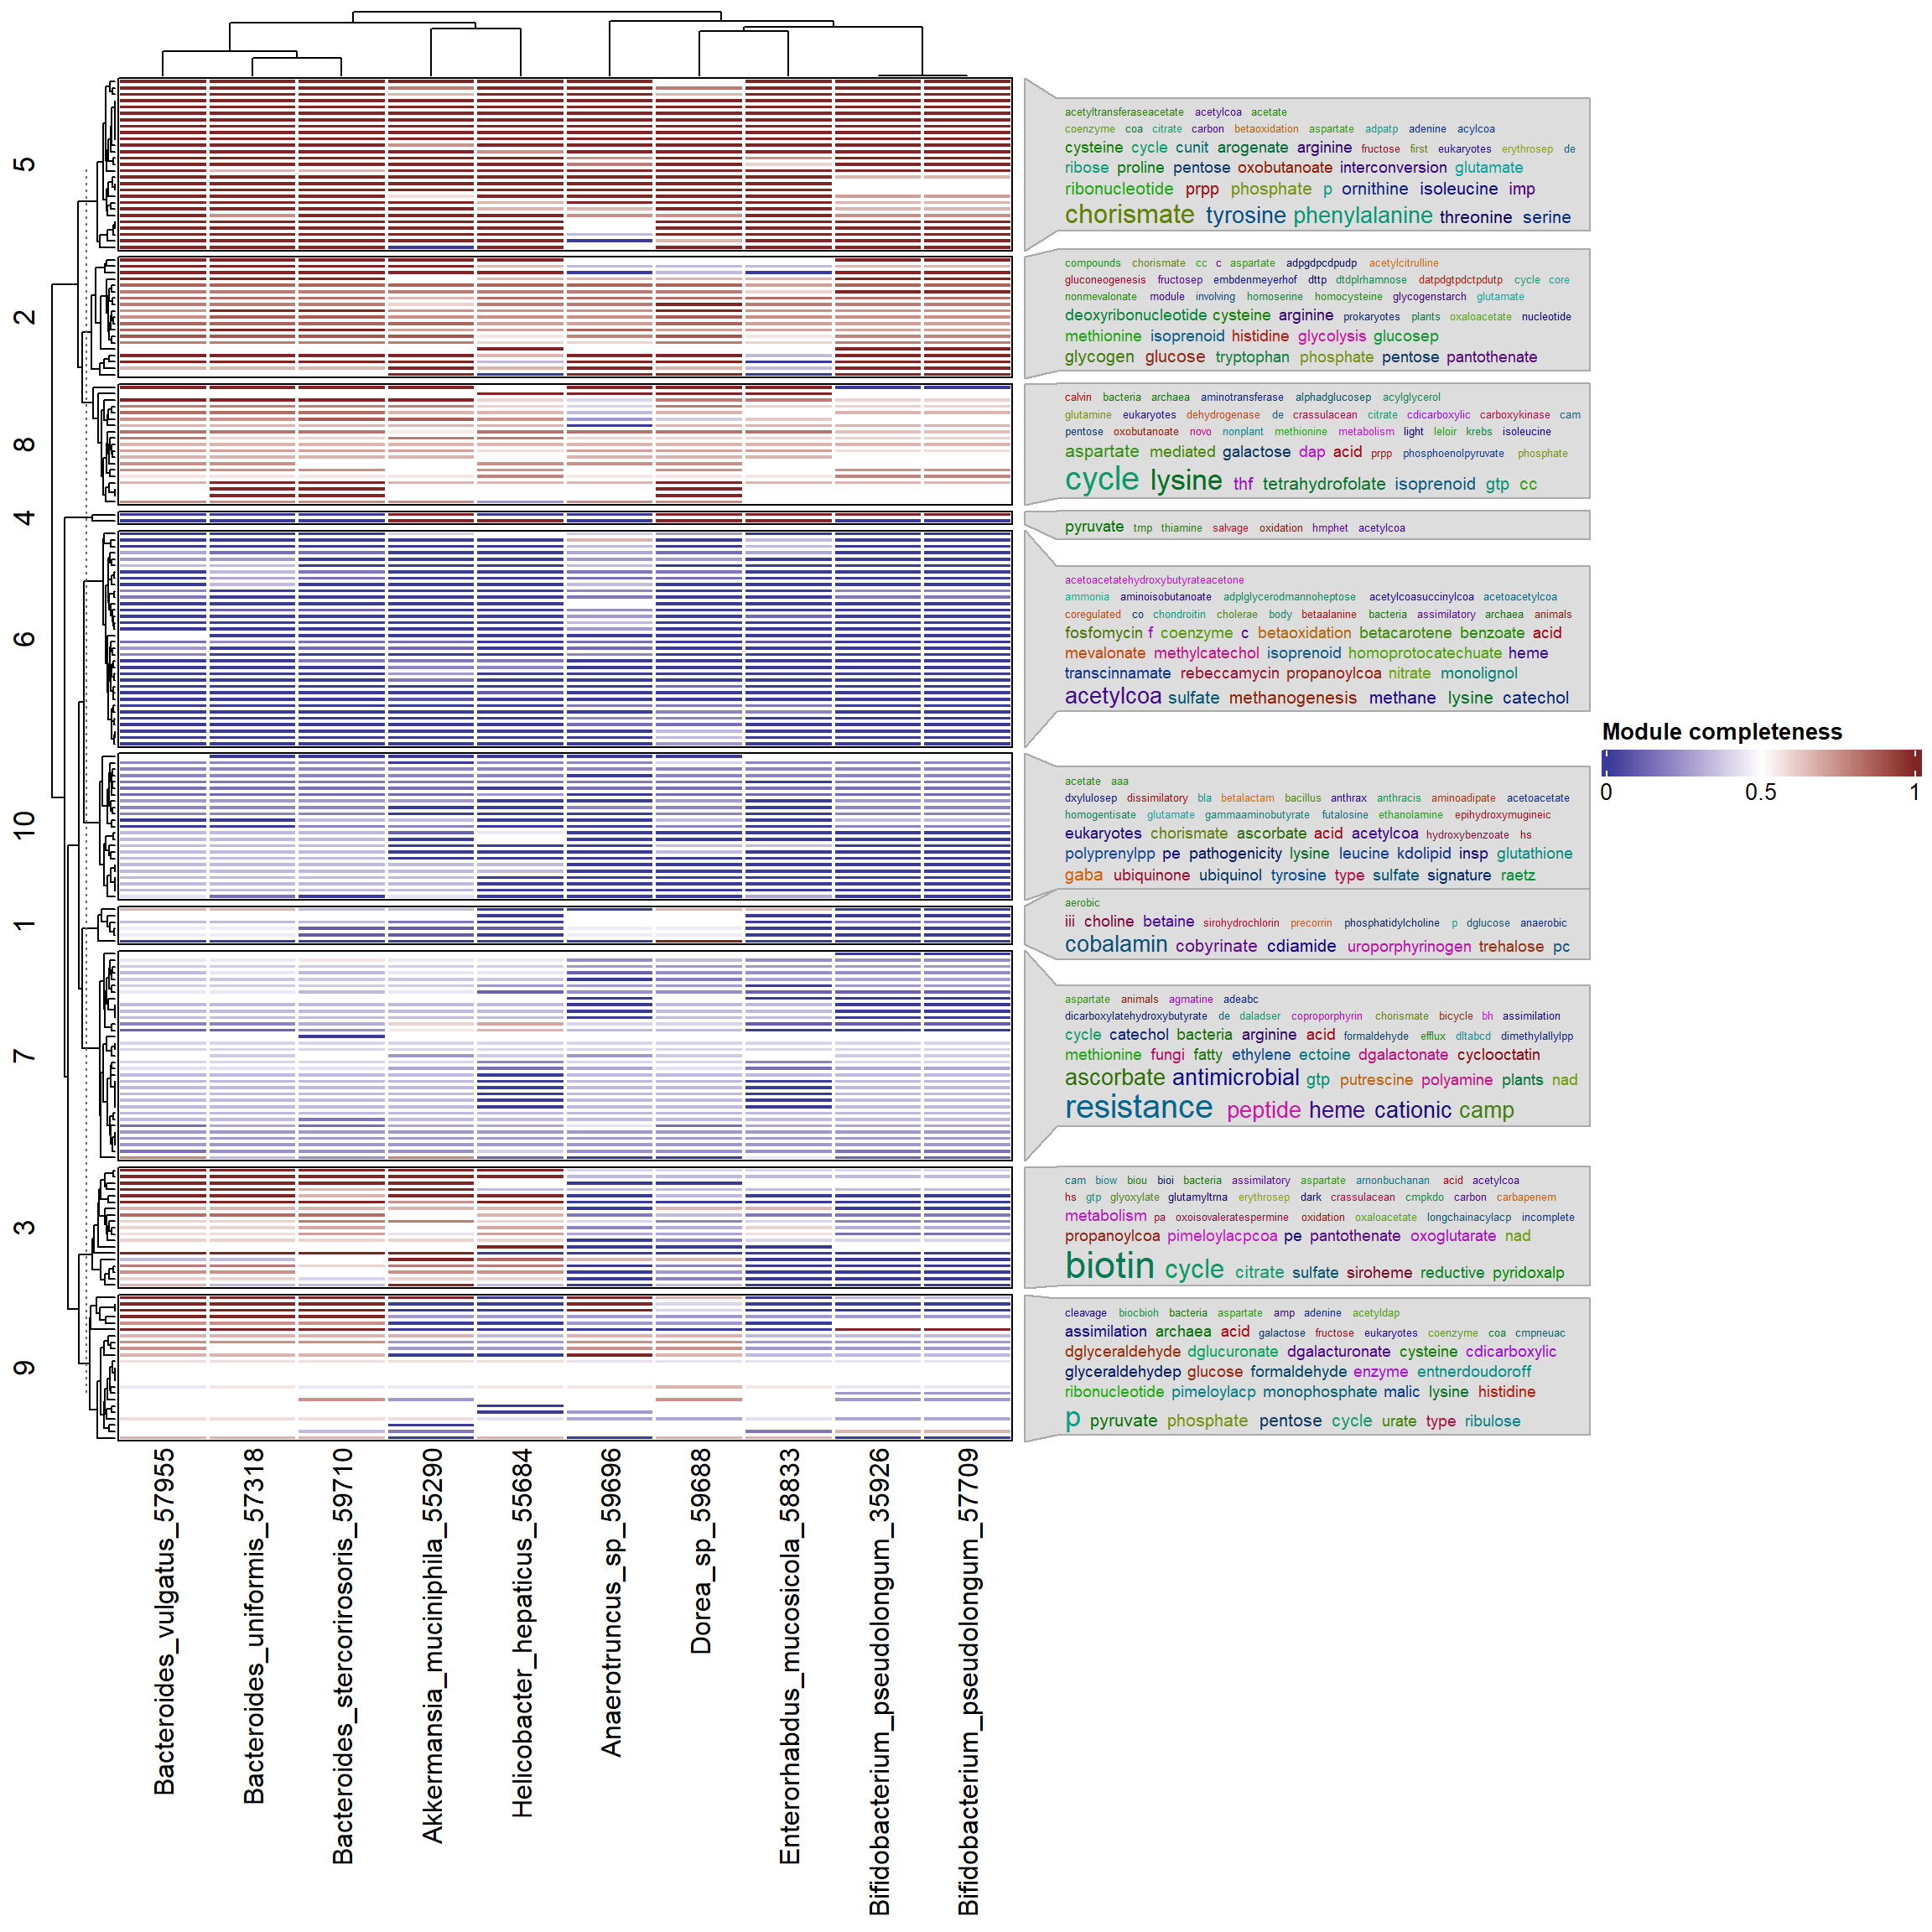 5
acetyltransferaseacetate acetylcoa acetate
coenzyme coa citrate carbon betaoxidation aspartate adpatp adenine acylcoa
cysteine cycle cunit arogenate arginine fructose first eukaryotes erythrosep de
ribose proline pentose oxobutanoate interconversion glutamate
ribonucleotide prpp phosphate p ornithine isoleucine imp
chorismate tyrosine phenylalanine threonine serine
2
compounds chorismate cc c aspartate adpgdpcdpudp acetylcitrulline
gluconeogenesis fructosep embdenmeyerhof dttp dtdplrhamnose datpdgtpdctpdutp cycle core
nonmevalonate module involving homoserine homocysteine glycogenstarch glutamate
deoxyribonucleotide cysteine arginine prokaryotes plants oxaloacetate nucleotide
methionine isoprenoid histidine glycolysis glucosep
glycogen glucose tryptophan phosphate pentose pantothenate
8
calvin bacteria archaea aminotransferase alphadglucosep acylglycerol
glutamine eukaryotes dehydrogenase de crassulacean citrate cdicarboxylic carboxykinase cam
pentose oxobutanoate novo nonplant methionine metabolism light leloir krebs isoleucine
aspartate mediated galactose dap acid prpp phosphoenolpyruvate phosphate
cycle lysine thf tetrahydrofolate isoprenoid gtp cc
4
pyruvate tmp thiamine salvage oxidation hmphet acetylcoa
6
acetoacetatehydroxybutyrateacetone
ammonia aminoisobutanoate adplglycerodmannoheptose acetylcoasuccinylcoa acetoacetylcoa
coregulated co chondroitin cholerae body betaalanine bacteria assimilatory archaea animals
fosfomycin f coenzyme c betaoxidation betacarotene benzoate acid
mevalonate methylcatechol isoprenoid homoprotocatechuate heme
transcinnamate rebeccamycin propanoylcoa nitrate monolignol
acetylcoa sulfate methanogenesis methane lysine catechol
Module completeness
0 0.5 1
10
acetate aaa
dxylulosep dissimilatory bla betalactam bacillus anthrax anthracis aminoadipate acetoacetate
homogentisate glutamate gammaaminobutyrate futalosine ethanolamine epihydroxymugineic
eukaryotes chorismate ascorbate acid acetylcoa hydroxybenzoate hs
polyprenylpp pe pathogenicity lysine leucine kdolipid insp glutathione
gaba ubiquinone ubiquinol tyrosine type sulfate signature raetz
1
aerobic
iii choline betaine sirohydrochlorin precorrin phosphatidylcholine p dglucose anaerobic
cobalamin cobyrinate cdiamide uroporphyrinogen trehalose pc
7
aspartate animals agmatine adeabc
dicarboxylatehydroxybutyrate de daladser coproporphyrin chorismate bicycle bh assimilation
cycle catechol bacteria arginine acid formaldehyde efflux dltabcd dimethylallylpp
methionine fungi fatty ethylene ectoine dgalactonate cyclooctatin
ascorbate antimicrobial gtp putrescine polyamine plants nad
resistance peptide heme cationic camp
3
cam biow biou bioi bacteria assimilatory aspartate arnonbuchanan acid acetylcoa
hs gtp glyoxylate glutamyltrna erythrosep dark crassulacean cmpkdo carbon carbapenem
metabolism pa oxoisovaleratespermine oxidation oxaloacetate longchainacylacp incomplete
propanoylcoa pimeloylacpcoa pe pantothenate oxoglutarate nad
biotin cycle citrate sulfate siroheme reductive pyridoxalp
9
cleavage biocbioh bacteria aspartate amp adenine acetyldap
assimilation archaea acid galactose fructose eukaryotes coenzyme coa cmpneuac
dglyceraldehyde dglucuronate dgalacturonate cysteine cdicarboxylic
glyceraldehydep glucose formaldehyde enzyme entnerdoudoroff
ribonucleotide pimeloylacp monophosphate malic lysine histidine
p pyruvate phosphate pentose cycle urate type ribulose
Bacteroides_vulgatus_57955
Bacteroides_uniformis_57318
Bacteroides_stercorirosoris_59710
Akkermansia_muciniphila_55290
Helicobacter_hepaticus_55684
Anaerotruncus_sp_59696
Dorea_sp_59688
Enterorhabdus_mucosicola_58833
Bifidobacterium_pseudolongum_35926
Bifidobacterium_pseudolongum_57709